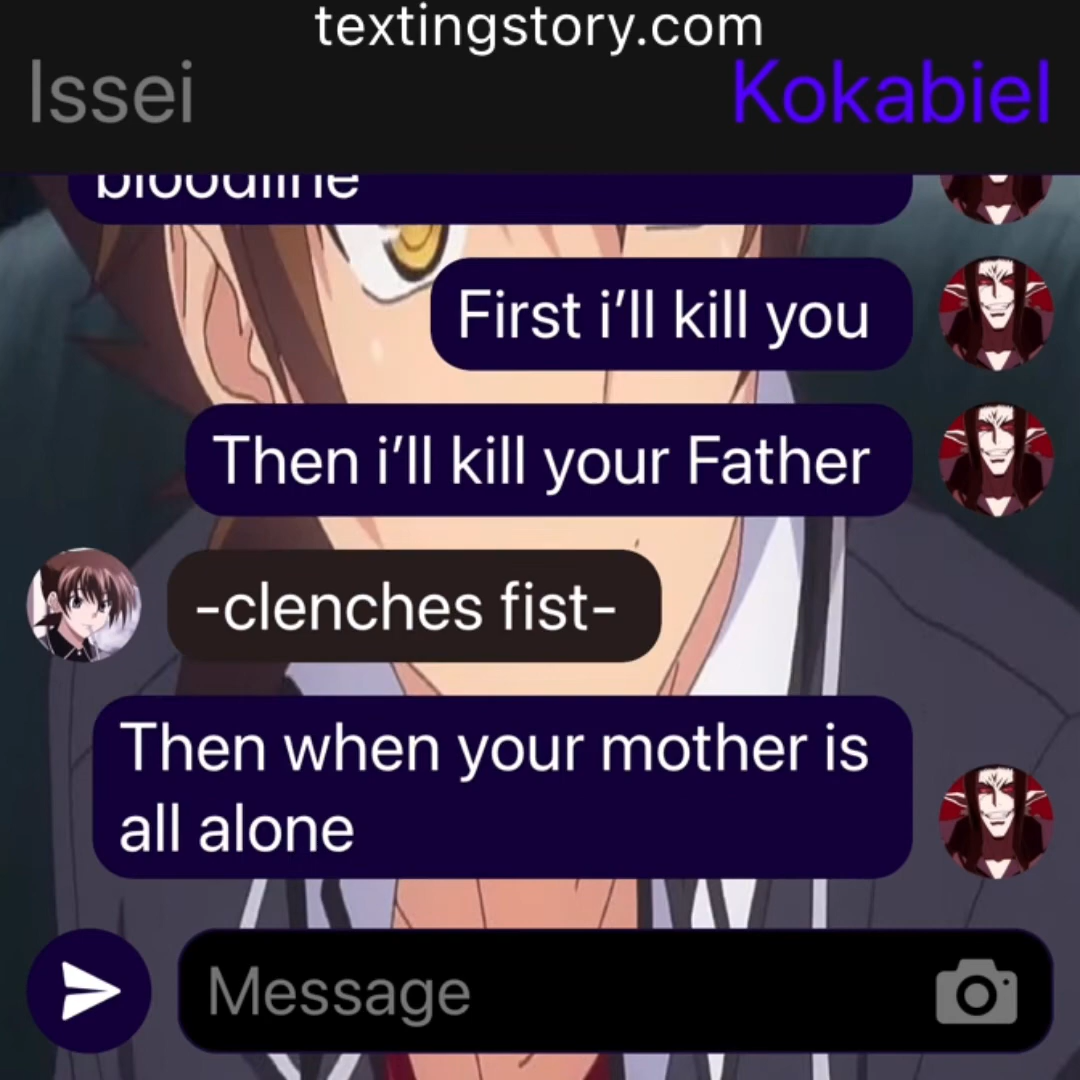 textingstory.com
Issei
Kokabiel
bloodline
First i’ll kill you
Then i’ll kill your Father
-clenches fist-
Then when your mother is
all alone
Message